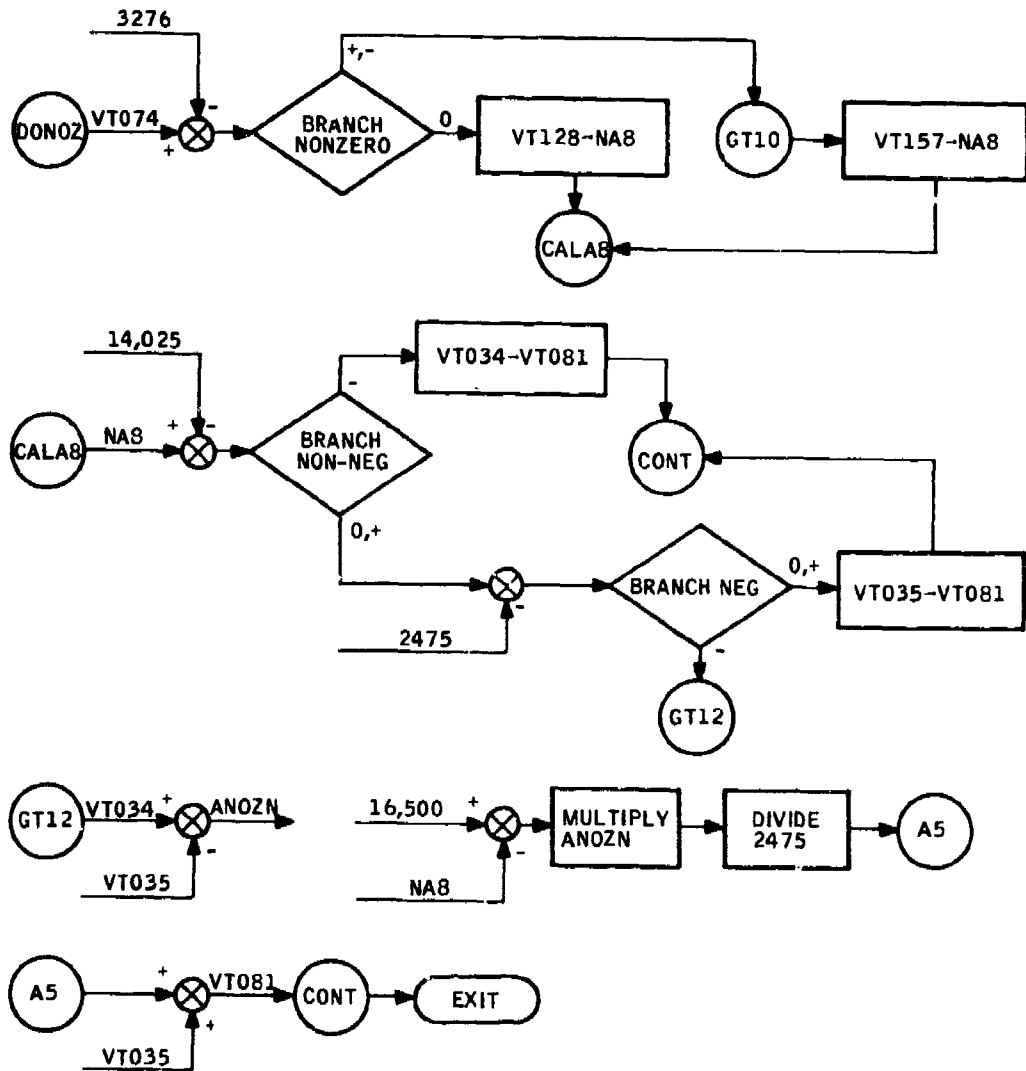 3276
DONOZ VT074 - +
BRANCH NONZERO
+,-
0
VT128→NA8
GT10
VT157→NA8
CALA8
14,025
CALA8 NA8 + -
BRANCH NON-NEG
-
VT034→VT081
CONT
0,+
2475
-
BRANCH NEG
0,+
VT035→VT081
-
GT12
GT12 VT034 + ANOZN
-
VT035
16,500 +
-
NA8
MULTIPLY ANOZN
DIVIDE 2475
A5
A5 + VT081 CONT EXIT
+
VT035